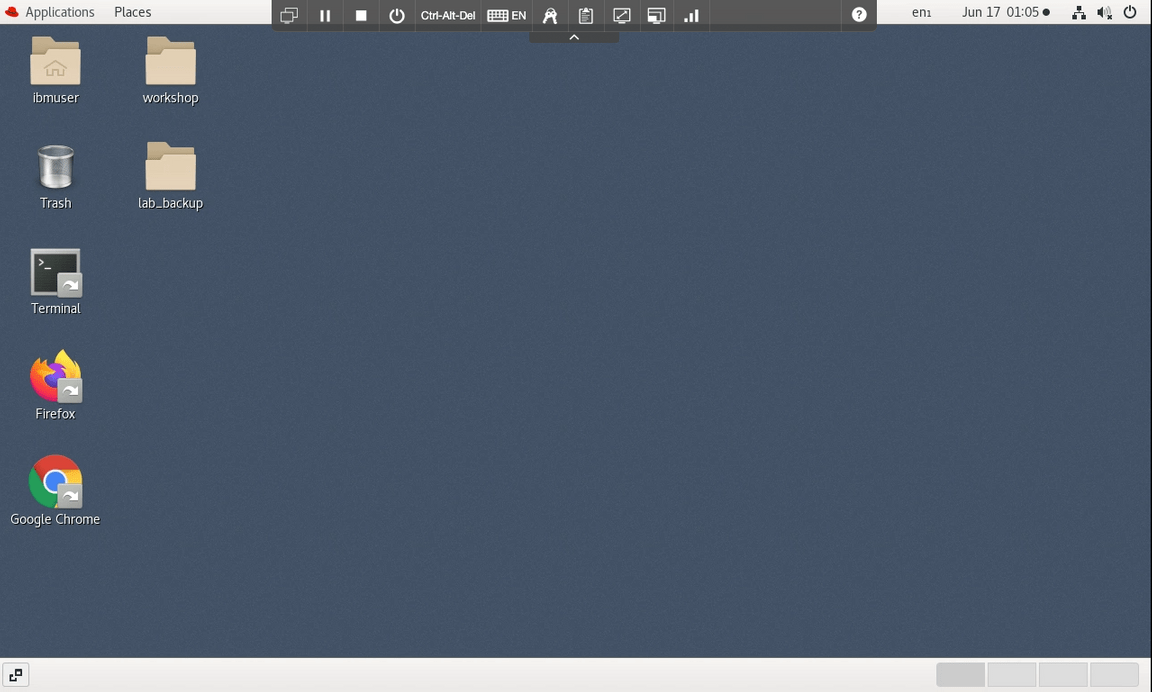 Applications Places Ctrl-Alt-Del EN ? en₁ Jun 17 01:05
ibmuser workshop
Trash lab_backup
>_
Terminal
Firefox
Google Chrome